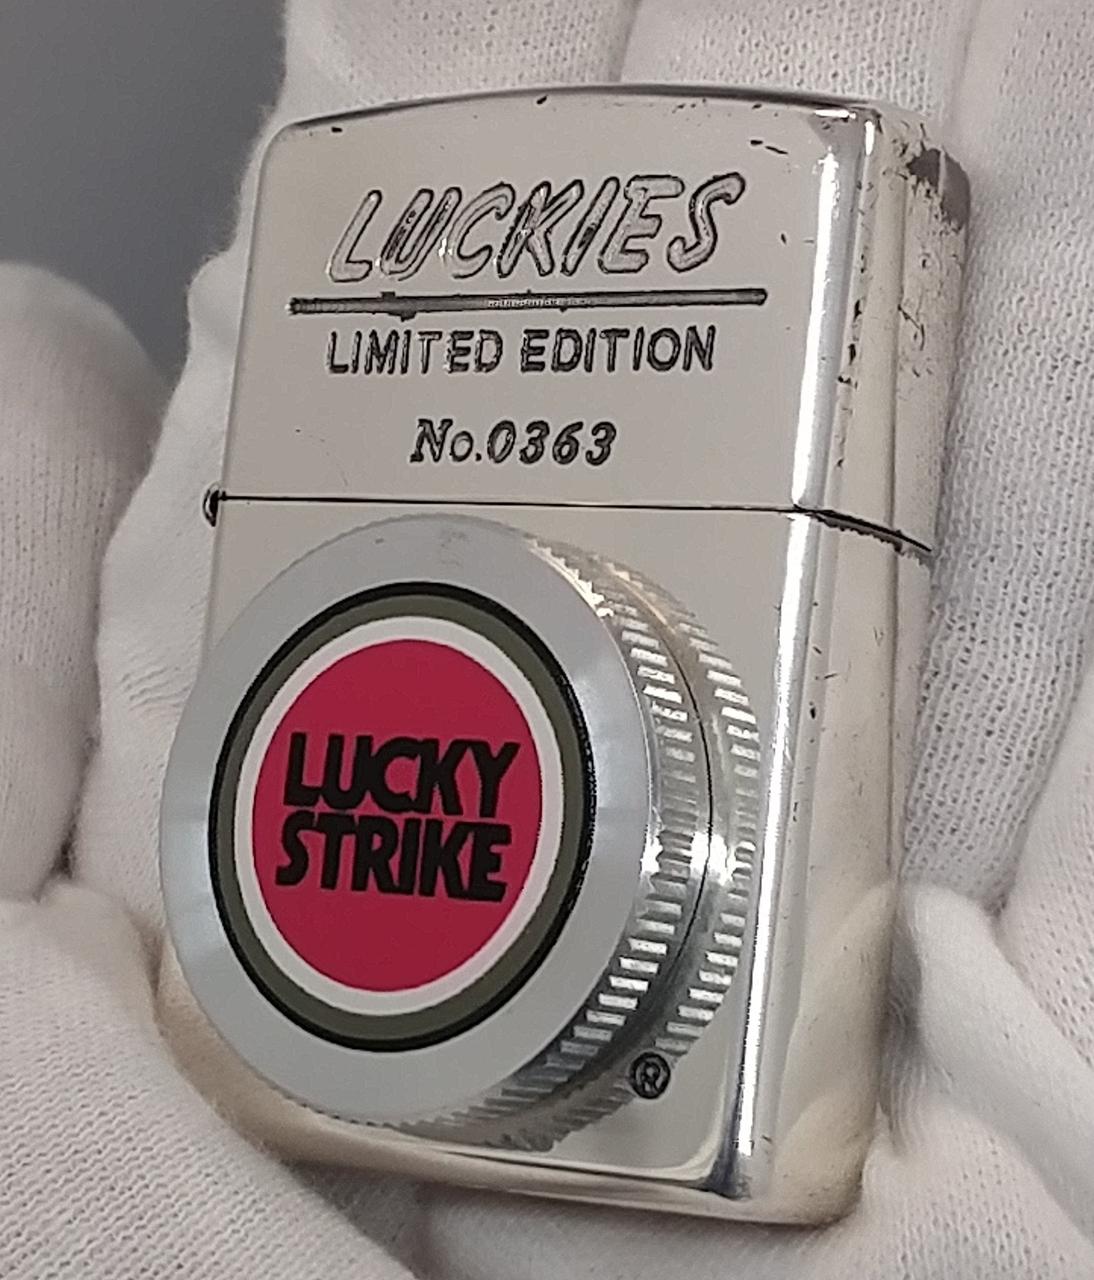 LUCKIES
LIMITED EDITION
No.0363
LUCKY
STRIKE
®